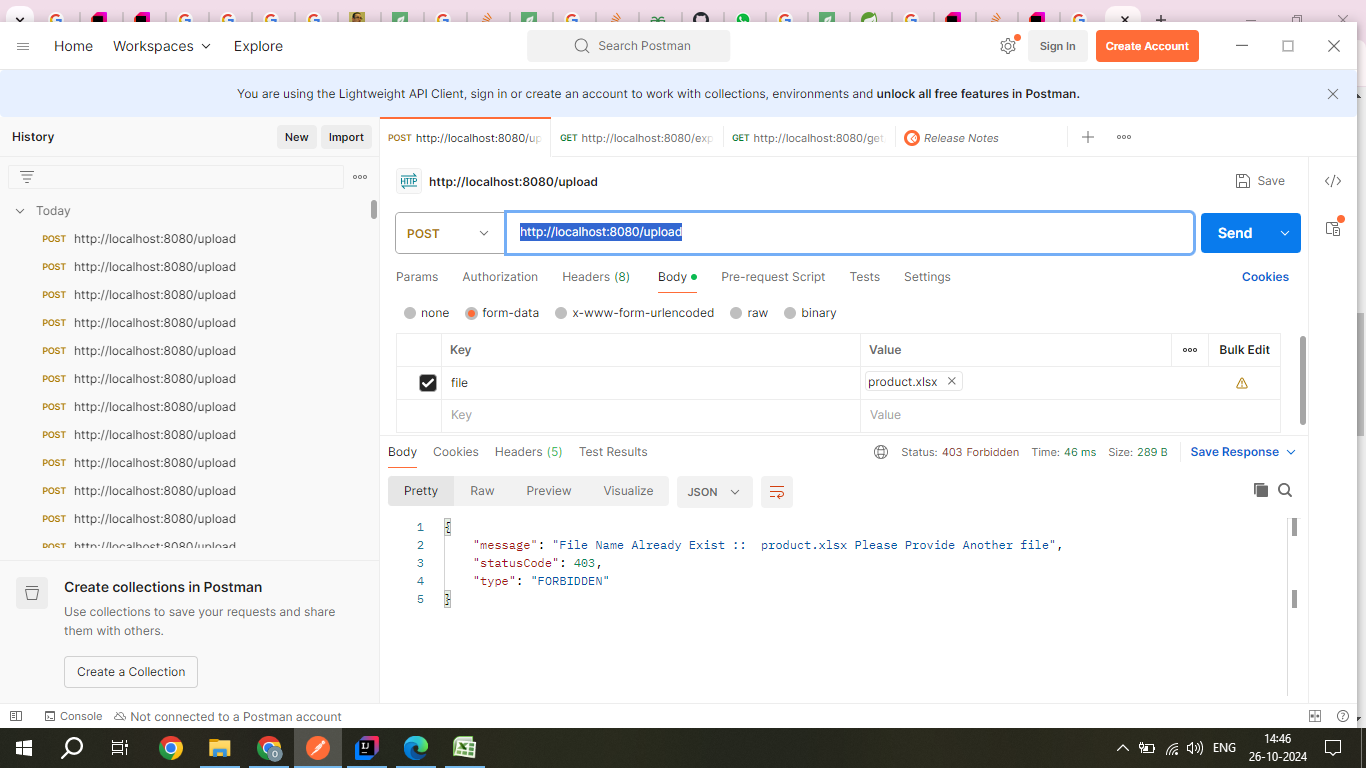 Home Workspaces Explore Search Postman Sign In Create Account
You are using the Lightweight API Client, sign in or create an account to work with collections, environments and unlock all free features in Postman.
History New Import
POST http://localhost:8080/up GET http://localhost:8080/exp GET http://localhost:8080/get Release Notes
HTTP http://localhost:8080/upload Save
Today
POST http://localhost:8080/upload
POST http://localhost:8080/upload
POST http://localhost:8080/upload
POST http://localhost:8080/upload
POST http://localhost:8080/upload
POST http://localhost:8080/upload
POST http://localhost:8080/upload
POST http://localhost:8080/upload
POST http://localhost:8080/upload
POST http://localhost:8080/upload
POST http://localhost:8080/upload
POST http://localhost:8080/upload
POST http://localhost:8080/upload Send
Params Authorization Headers (8) Body Pre-request Script Tests Settings Cookies
none form-data x-www-form-urlencoded raw binary
Key Value Bulk Edit
file product.xlsx
Key Value
Body Cookies Headers (5) Test Results Status: 403 Forbidden Time: 46 ms Size: 289 B Save Response
Pretty Raw Preview Visualize JSON
1 {
2 "message": "File Name Already Exist ::  product.xlsx Please Provide Another file",
3 "statusCode": 403,
4 "type": "FORBIDDEN"
5 }
Create collections in Postman
Use collections to save your requests and share
them with others.
Create a Collection
Console Not connected to a Postman account
ENG 14:46
26-10-2024